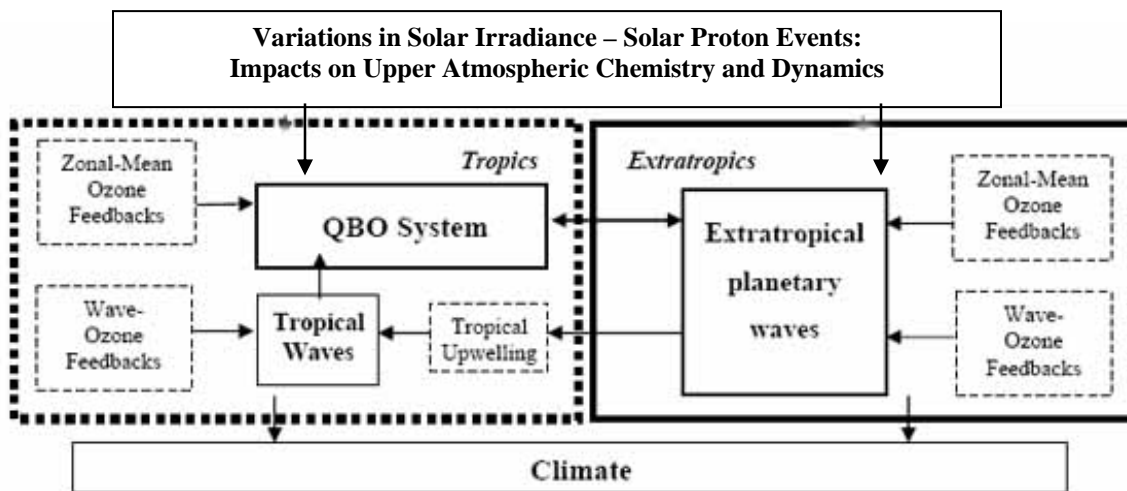 Variations in Solar Irradiance – Solar Proton Events:
Impacts on Upper Atmospheric Chemistry and Dynamics
Tropics
Extratropics
Zonal-Mean
Ozone
Feedbacks
QBO System
Wave-
Ozone
Feedbacks
Tropical
Waves
Tropical
Upwelling
Extratropical
planetary
waves
Zonal-Mean
Ozone
Feedbacks
Wave-
Ozone
Feedbacks
Climate